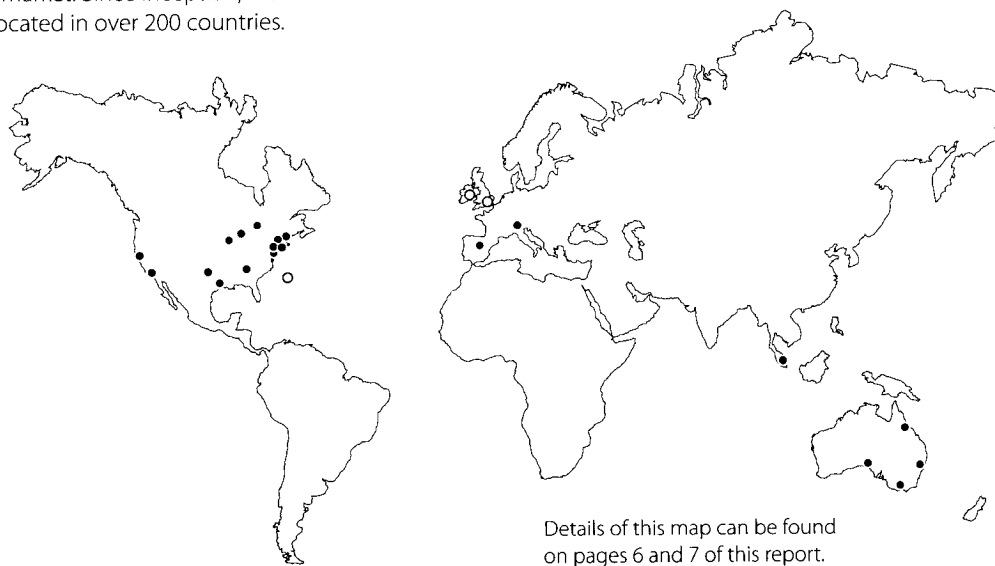 located in over 200 countries.
Details of this map can be found
on pages 6 and 7 of this report.